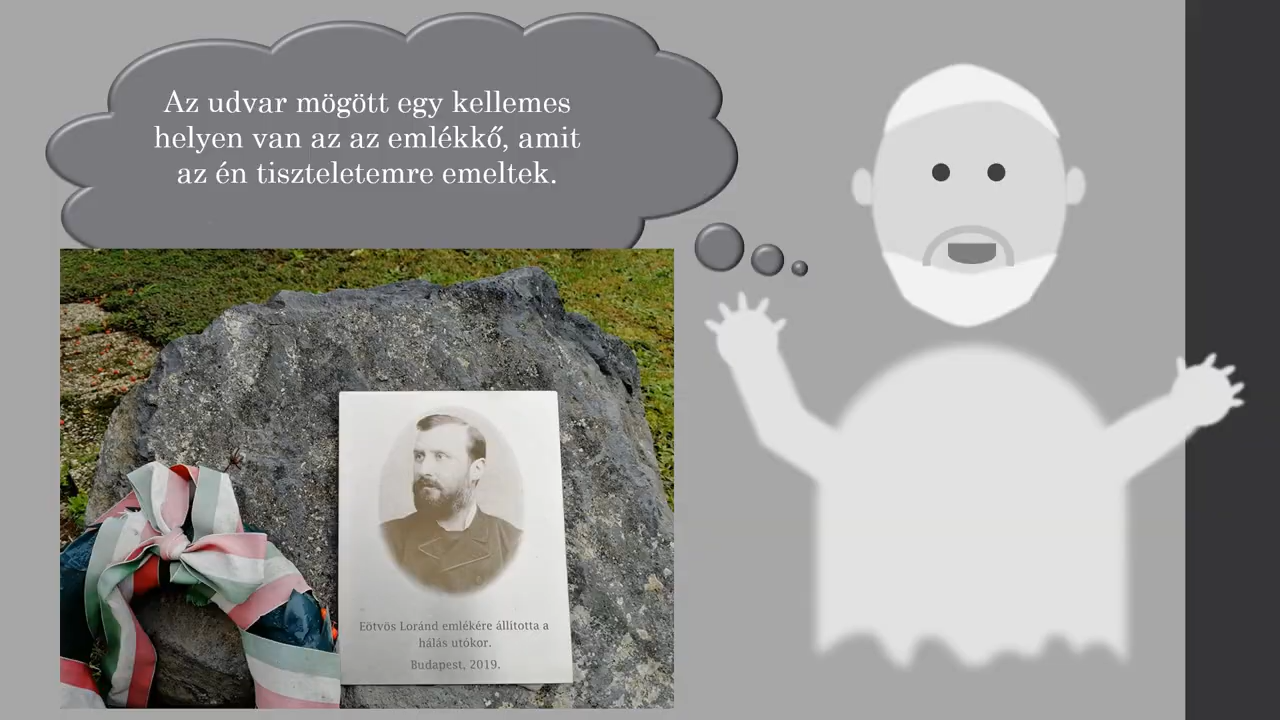 Az udvar mögött egy kellemes
helyen van az az emlékkő, amit
az én tiszteletemre emeltek.
Eötvös Loránd emlékére állította a
hálás utókor.
Budapest, 2019.